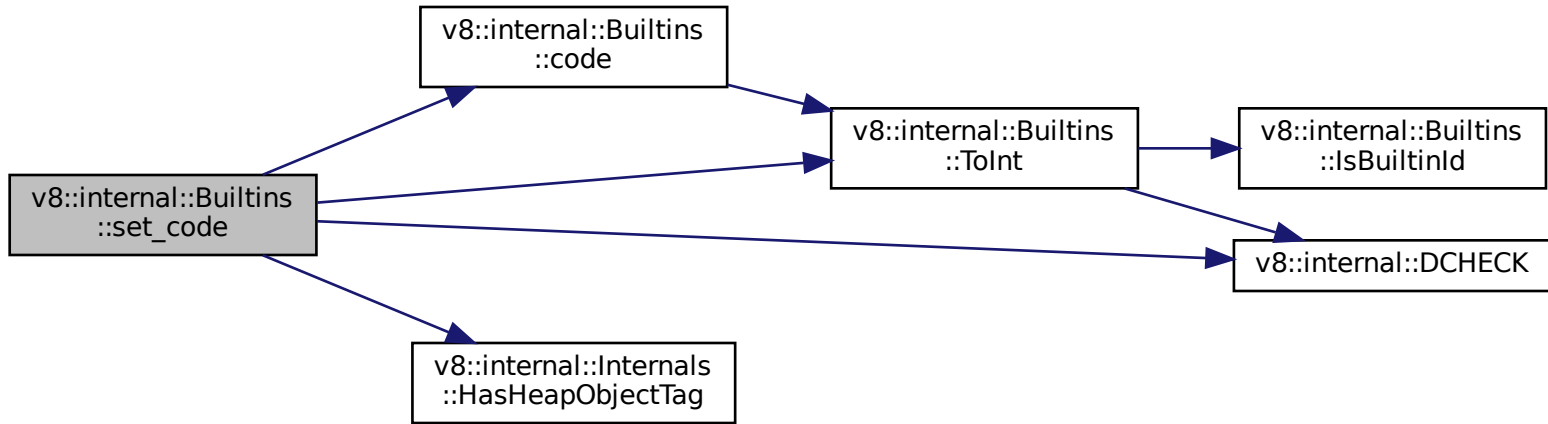 v8::internal::Builtins
::set_code
v8::internal::Builtins
::code
v8::internal::Internals
::HasHeapObjectTag
v8::internal::Builtins
::ToInt
v8::internal::Builtins
::IsBuiltinId
v8::internal::DCHECK